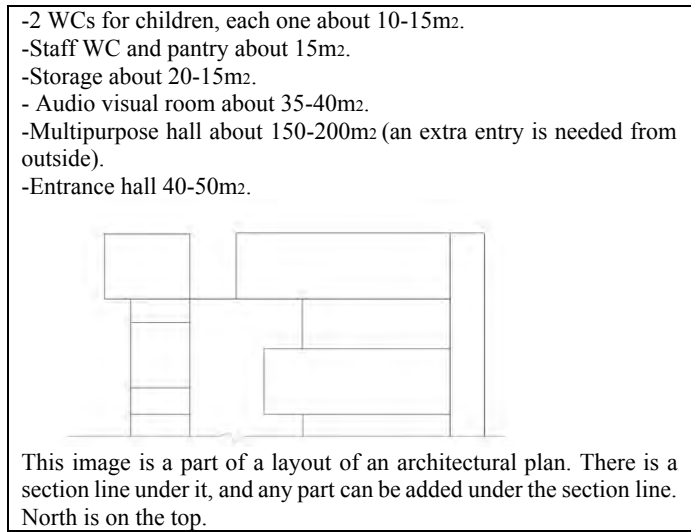 -2 WCs for children, each one about 10-15m2.
-Staff WC and pantry about 15m2.
-Storage about 20-15m2.
- Audio visual room about 35-40m2.
-Multipurpose hall about 150-200m2 (an extra entry is needed from
outside).
-Entrance hall 40-50m2.
This image is a part of a layout of an architectural plan. There is a
section line under it, and any part can be added under the section line.
North is on the top.